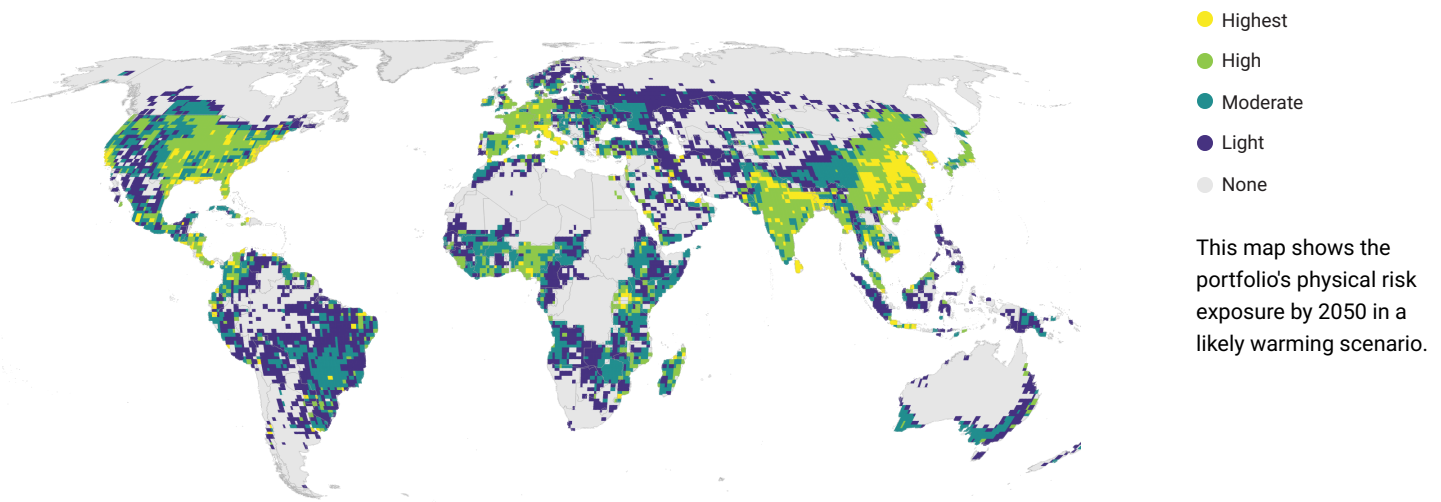 Highest
High
Moderate
Light
None
This map shows the
portfolio's physical risk
exposure by 2050 in a
likely warming scenario.